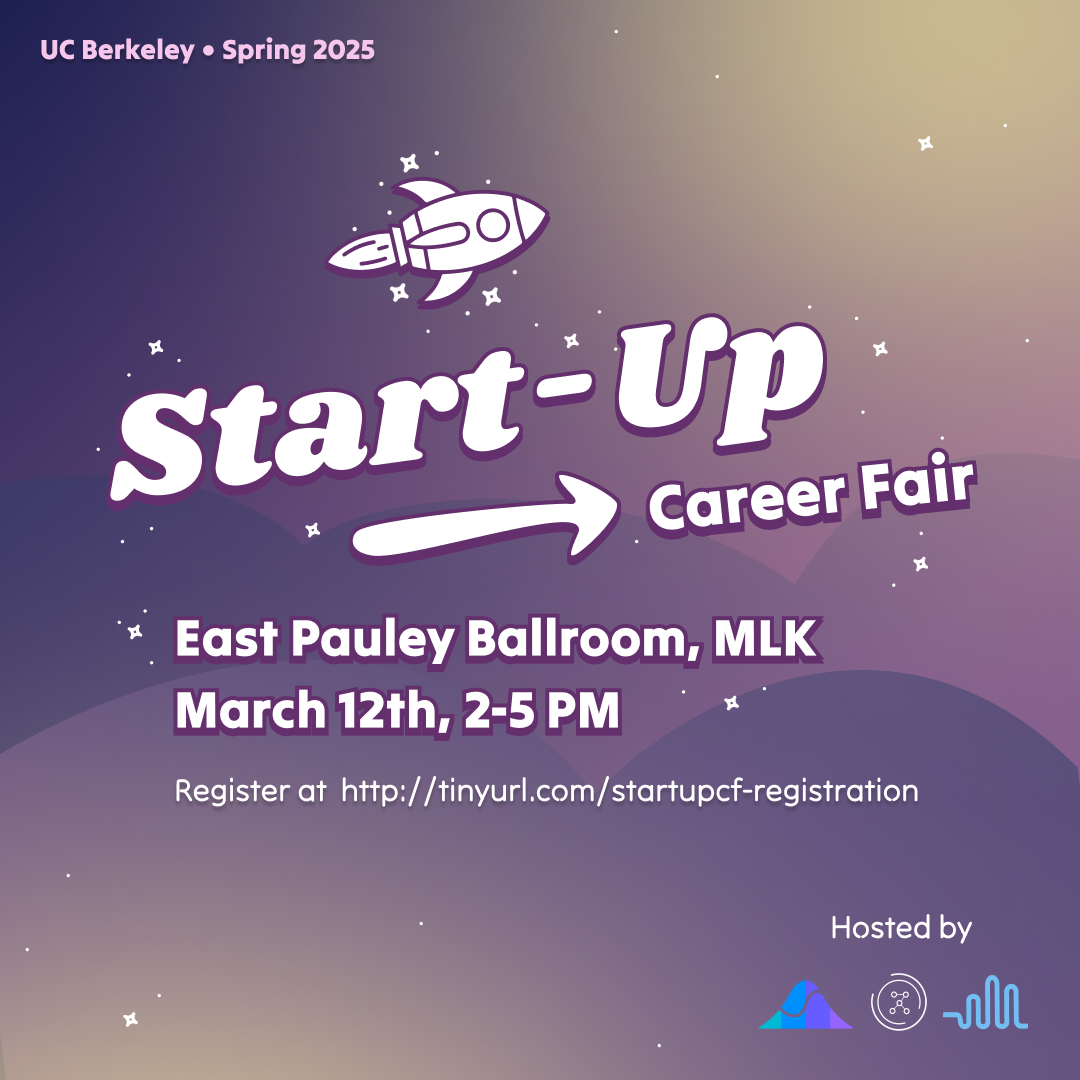 UC Berkeley • Spring 2025
Start-Up
Career Fair
East Pauley Ballroom, MLK
March 12th, 2-5 PM
Register at http://tinyurl.com/startupcf-registration
Hosted by